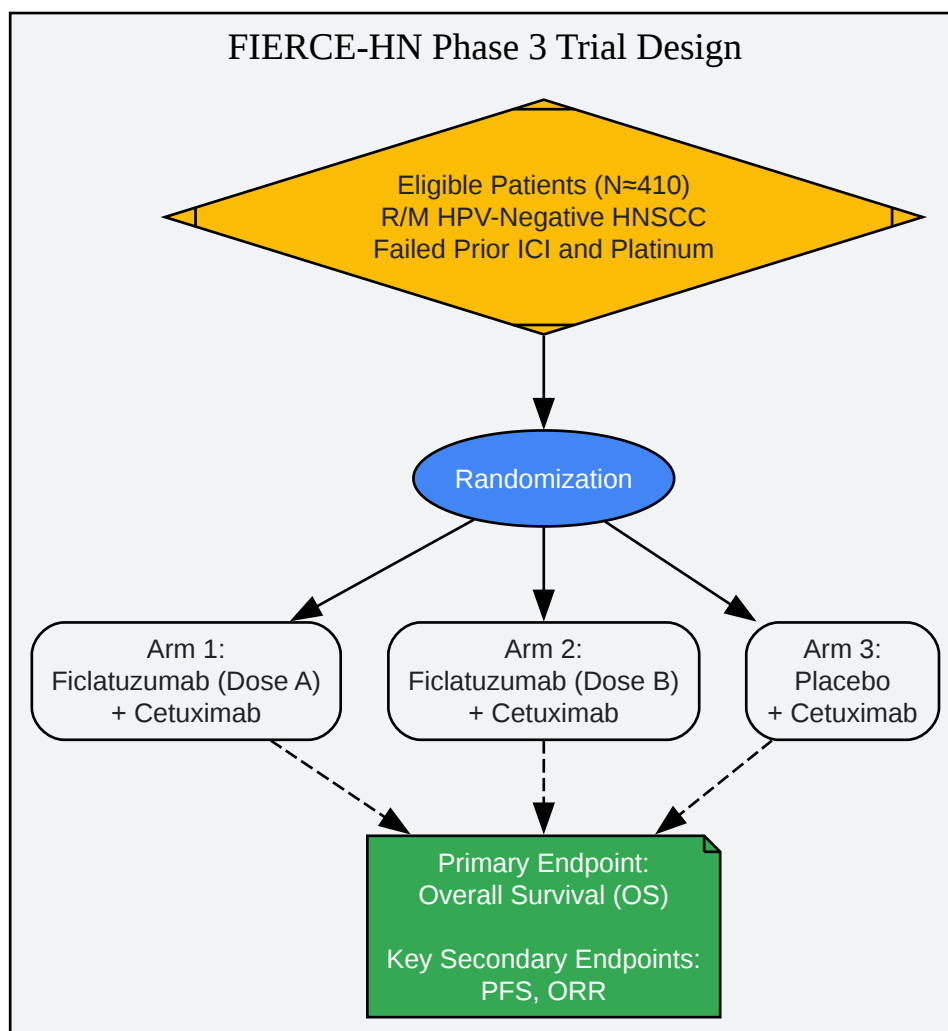 FIERCE-HN Phase 3 Trial Design
Eligible Patients (N≈410)
R/M HPV-Negative HNSCC
Failed Prior ICI and Platinum
Randomization
Arm 1:
Ficlatuzumab (Dose A)
+ Cetuximab
Arm 2:
Ficlatuzumab (Dose B)
+ Cetuximab
Arm 3:
Placebo
+ Cetuximab
Primary Endpoint:
Overall Survival (OS)
Key Secondary Endpoints:
PFS, ORR